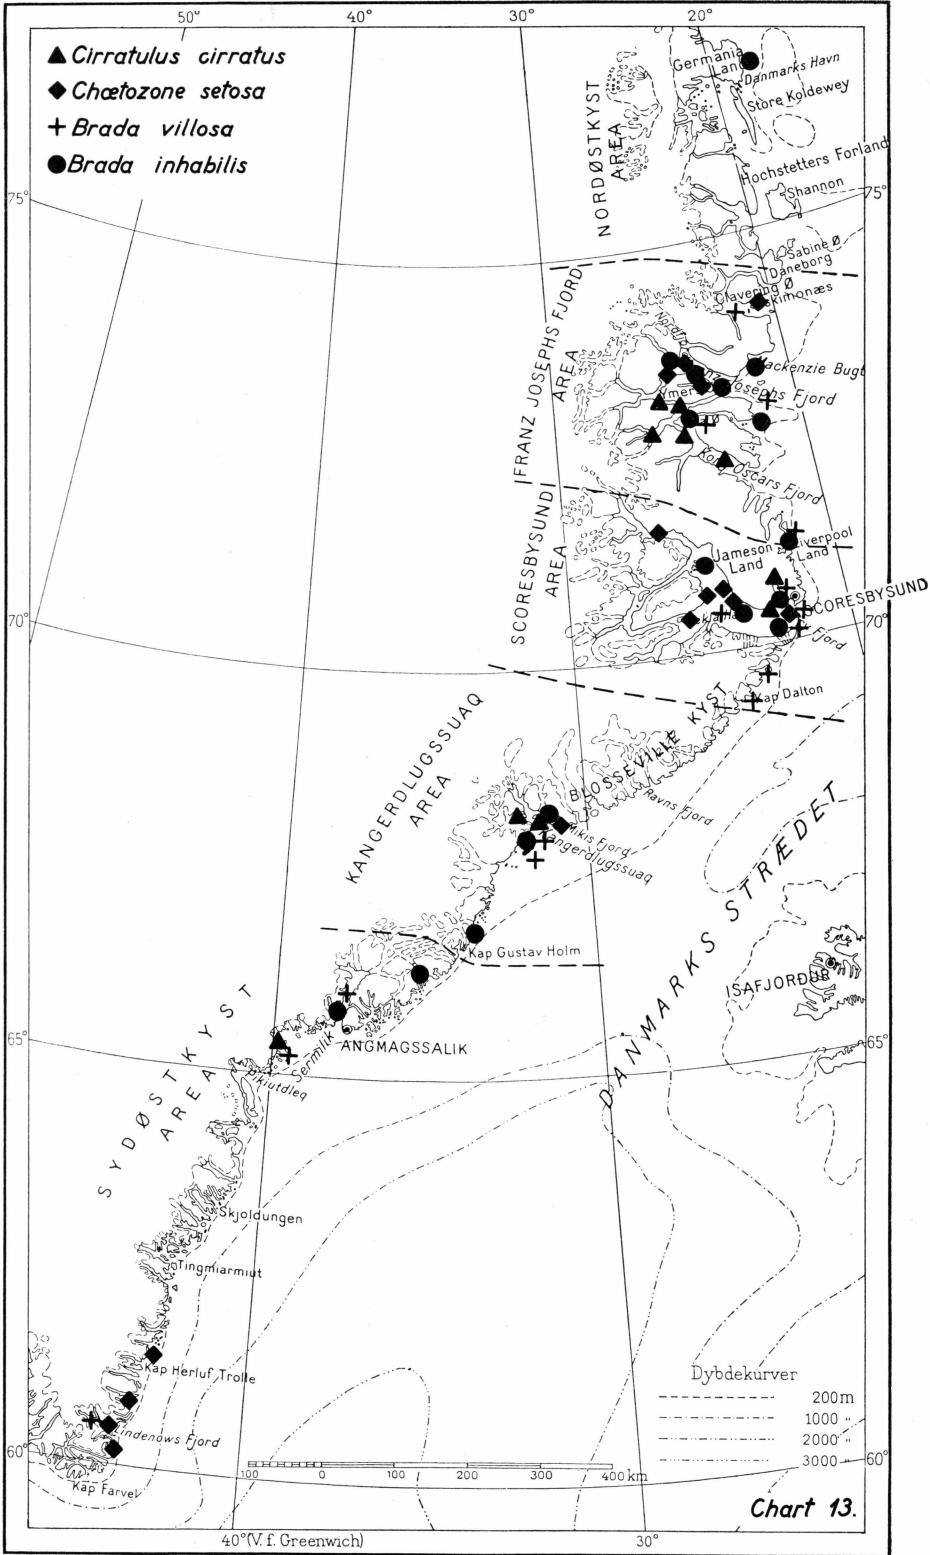 50° 40° 30° 20°
Cirratulus cirratus
Chætozone setosa
Brada villosa
Brada inhabilis
Germania
Land
Danmarks Havn
Store Koldewey
NORDØSTKYST
AREA
Hochstetters Forland
Shannon
75° 75°
Sabine Ø
Daneborg
Clavering Ø
Eskimonæs
FRANZ JOSEPHS FJORD
AREA
Mackenzie Bugt
Josephs Fjord
Ymer
Kong Oscars Fjord
SCORESBYSUND
AREA
Jameson
Land
Liverpool
Land
SCORESBYSUND
Fjord
70° 70°
Kap Dalton
BLOSSEVILLE KYST
KANGERDLUGSSUAQ
AREA
Ravns Fjord
Mikis Fjord
Kangerdlugssuaq
DANMARKS STRÆDET
Kap Gustav Holm
ISAFJORDUR
SYDØSTKYST
AREA
65° 65°
ANGMAGSSALIK
Sermilik
Pikiutdleq
Skjoldungen
Tingmiarmiut
Kap Herluf Trolle
Lindenows Fjord
60° 60°
Kap Farvel
Dybdekurver
200m
1000 "
2000 "
3000 "
100 0 100 200 300 400 km
Chart 13.
40° (V. f. Greenwich) 30°